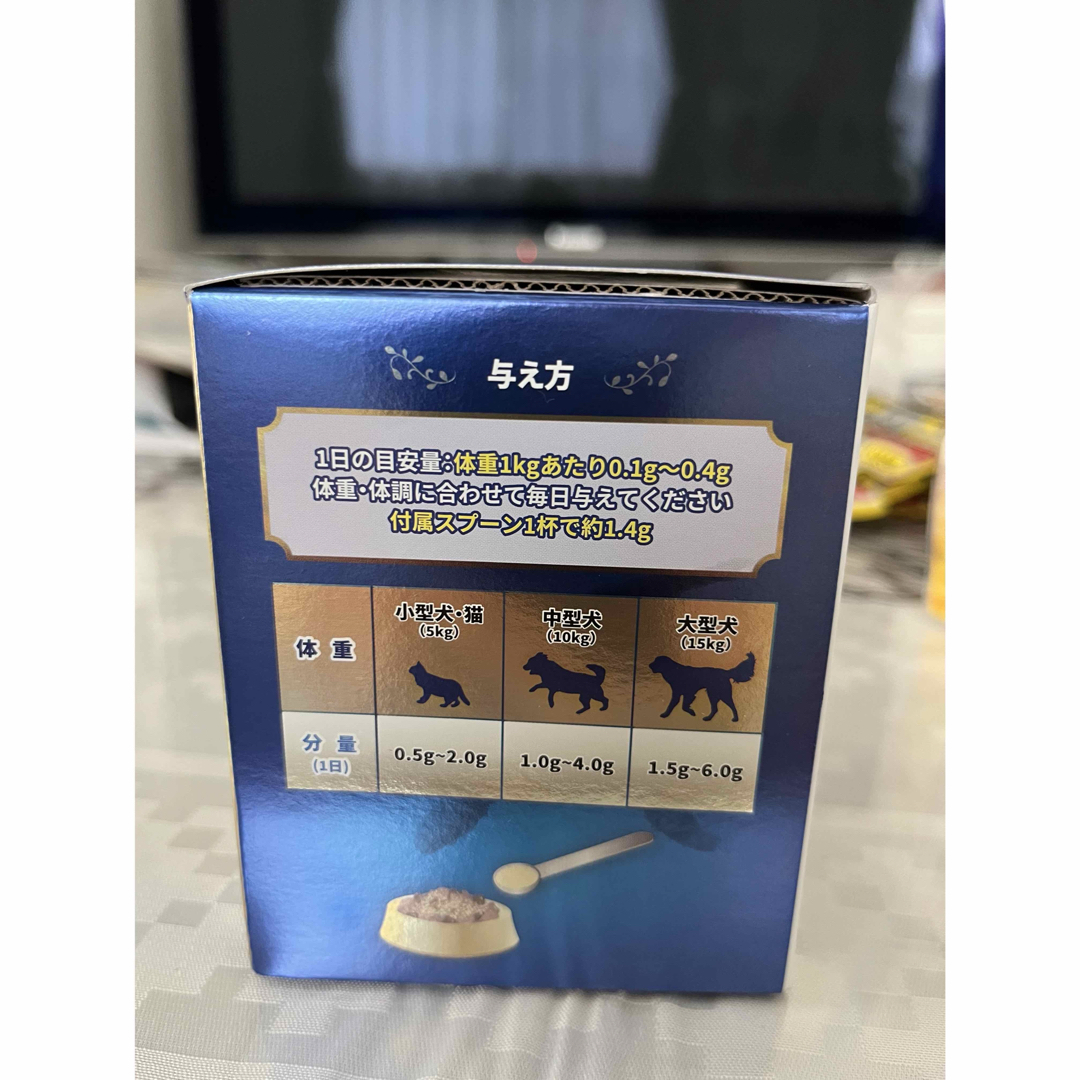 与え方
1日の目安量:体重1kgあたり0.1g〜0.4g
体重・体調に合わせて毎日与えてください
付属スプーン1杯で約1.4g
体重
小型犬・猫
(5kg)
中型犬
(10kg)
大型犬
(15kg)
分量
(1日)
0.5g~2.0g
1.0g~4.0g
1.5g~6.0g